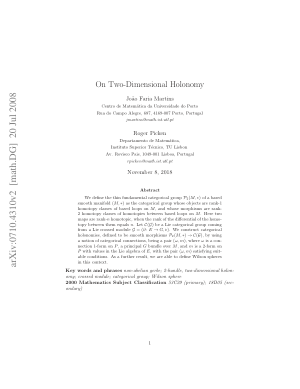 arXiv:0710.4310v2 [math.DG] 20 Jul 2008
On Two-Dimensional Holonomy
João Faria Martins
Centro de Matemática da Universidade do Porto
Rua do Campo Alegre, 687, 4169-007 Porto, Portugal
Roger Picken
Departamento de Matemática,
Instituto Superior Técnico, TU Lisbon
Av. Rovisco Pais, 1049-001 Lisbon, Portugal
rpicken@math.ist.utl.pt
November 8, 2018
Abstract
We define the thin fundamental categorical group P₂(M, ∗) of a based
smooth manifold (M, ∗) as the categorical group whose objects are rank-1
homotopy classes of based loops on M, and whose morphisms are rank-
2 homotopy classes of homotopies between based loops on M. Here two
maps are rank-n homotopic, when the rank of the differential of the homo-
topy between them equals n. Let C(G) be a Lie categorical group coming
from a Lie crossed module G = (∂: E → G, ▷). We construct categorical
holonomies, defined to be smooth morphisms P₂(M, ∗) → C(G), by using
a notion of categorical connections, being a pair (ω, m), where ω is a con-
nection 1-form on P, a principal G bundle over M, and m is a 2-form on
P with values in the Lie algebra of E, with the pair (ω, m) satisfying suit-
able conditions. As a further result, we are able to define Wilson spheres
in this context.
Key words and phrases non-abelian gerbe; 2-bundle, two-dimensional holon-
omy, crossed module; categorical group; Wilson sphere
2000 Mathematics Subject Classification 53C29 (primary); 18D05 (sec-
ondary)
1